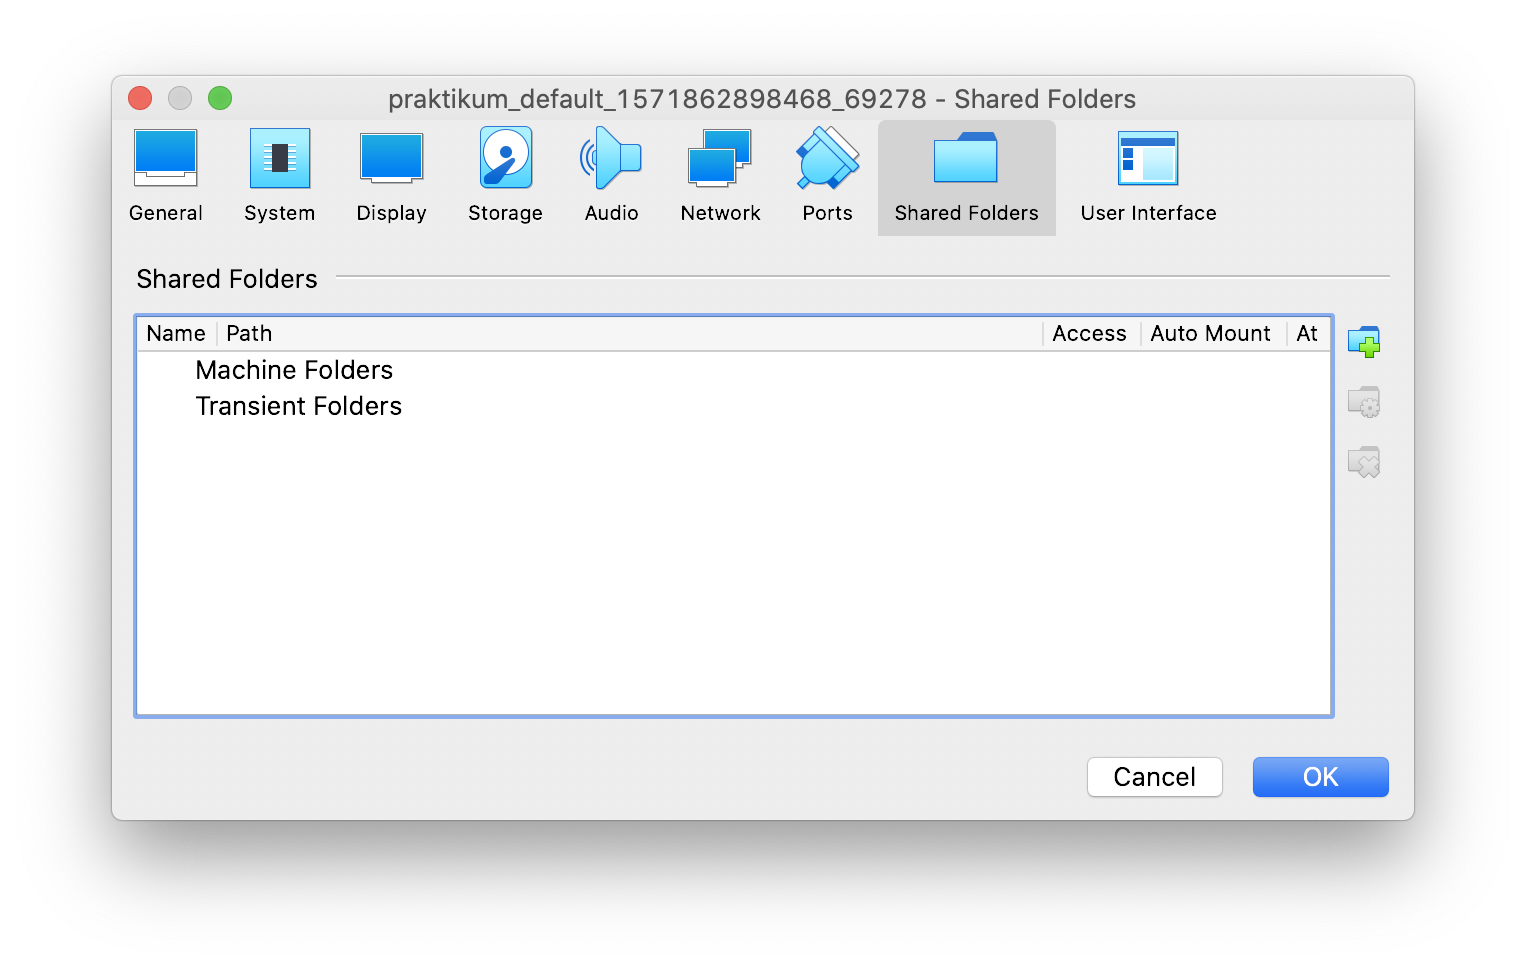 praktikum_default_1571862898468_69278 - Shared Folders
General System Display Storage Audio Network Ports Shared Folders User Interface
Shared Folders
Name Path Access Auto Mount At
Machine Folders
Transient Folders
Cancel OK